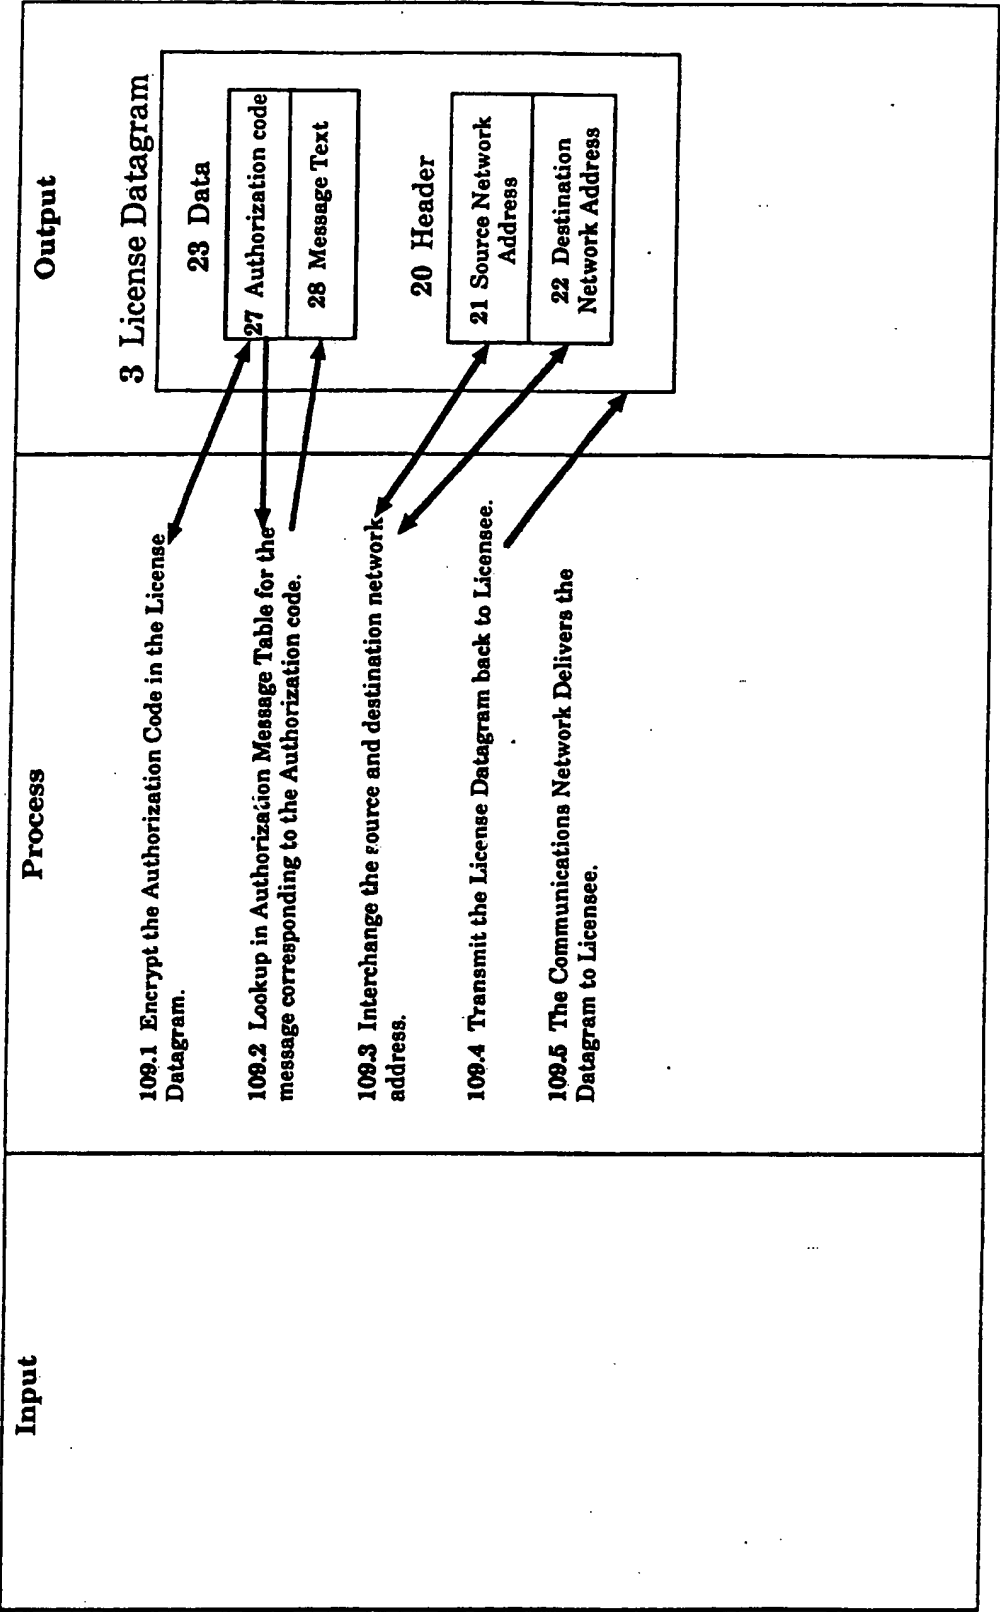 Input
Process
Output
109.1 Encrypt the Authorization Code in the License
Datagram.
109.2 Lookup in Authorization Message Table for the
message corresponding to the Authorization code.
109.3 Interchange the source and destination network
address.
109.4 Transmit the License Datagram back to Licensee.
109.5 The Communications Network Delivers the
Datagram to Licensee.
3 License Datagram
23 Data
27 Authorization code
28 Message Text
20 Header
21 Source Network
Address
22 Destination
Network Address